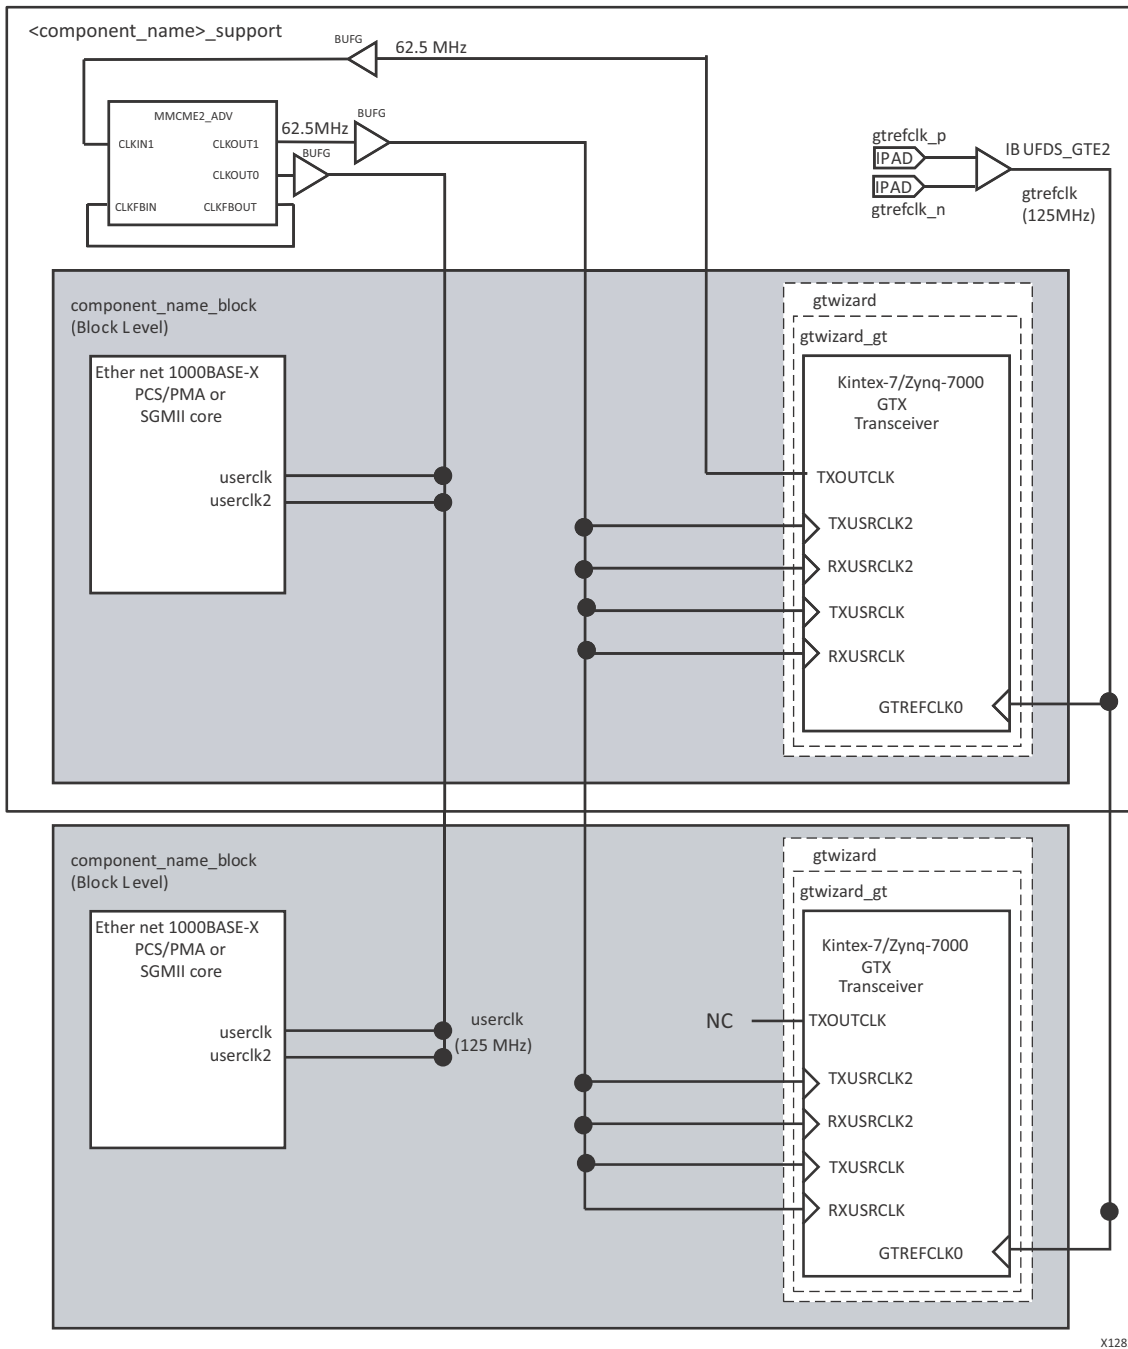 <component_name>_support
BUFG
62.5 MHz
MMCME2_ADV
CLKIN1
CLKOUT1
CLKOUT0
CLKFBIN
CLKFBOUT
62.5MHz
BUFG
BUFG
gtrefclk_p
IPAD
IPAD
gtrefclk_n
IB UFDS_GTE2
gtrefclk
(125MHz)
component_name_block
(Block Level)
Ether net 1000BASE-X
PCS/PMA or
SGMII core
userclk
userclk2
gtwizard
gtwizard_gt
Kintex-7/Zynq-7000
GTX
Transceiver
TXOUTCLK
TXUSRCLK2
RXUSRCLK2
TXUSRCLK
RXUSRCLK
GTREFCLK0
component_name_block
(Block Level)
Ether net 1000BASE-X
PCS/PMA or
SGMII core
userclk
userclk2
userclk
(125 MHz)
gtwizard
gtwizard_gt
Kintex-7/Zynq-7000
GTX
Transceiver
NC
TXOUTCLK
TXUSRCLK2
RXUSRCLK2
TXUSRCLK
RXUSRCLK
GTREFCLK0
X128